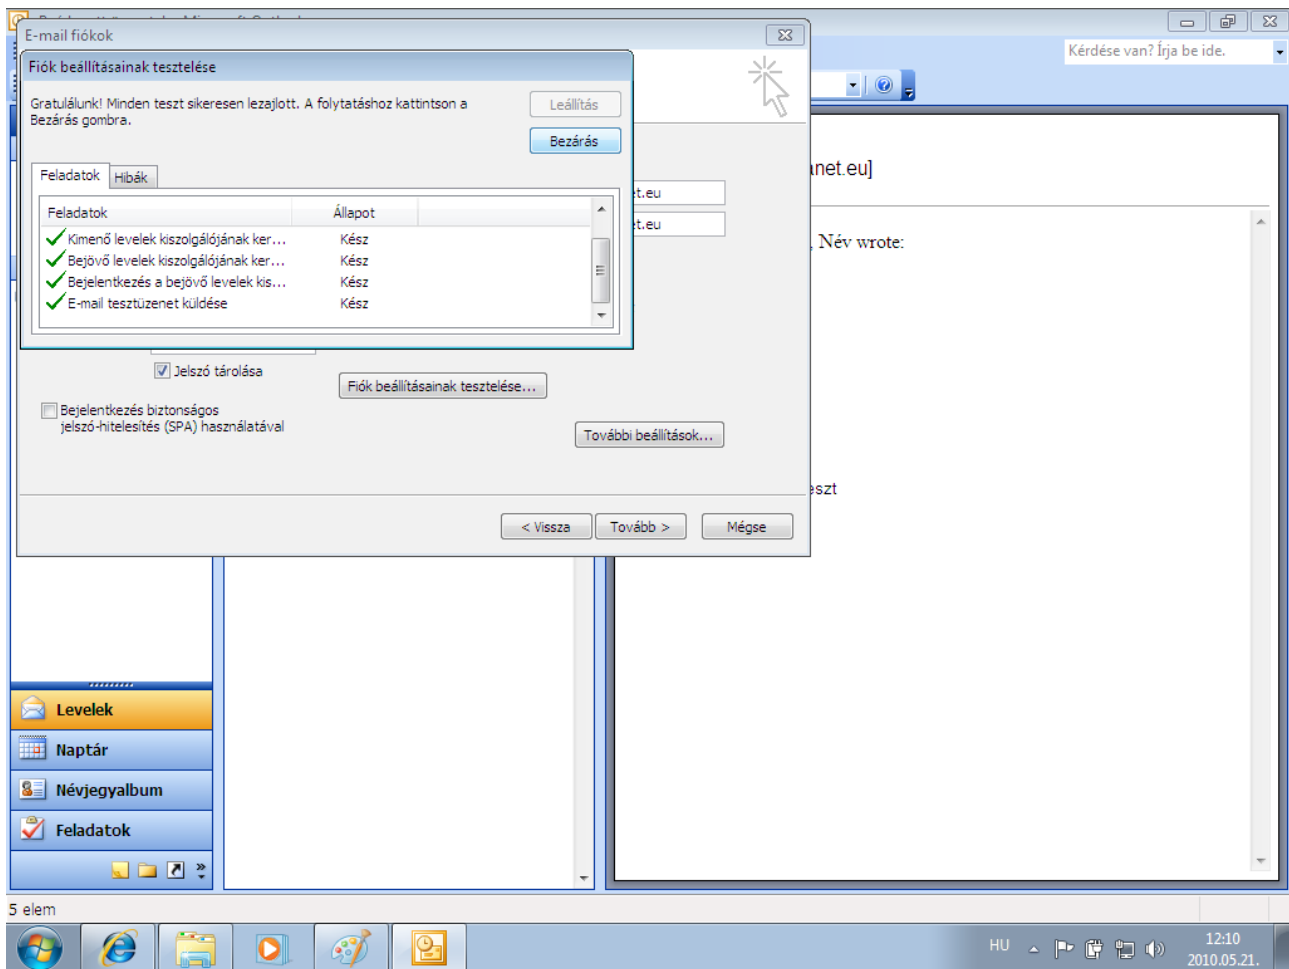 E-mail fiókok
Kérdése van? Írja be ide.
Fiók beállításainak tesztelése
Gratulálunk! Minden teszt sikeresen lezajlott. A folytatáshoz kattintson a
Bezárás gombra.
Leállítás
Bezárás
Feladatok
Hibák
Feladatok
Állapot
Kimenő levelek kiszolgálójának ker...
Kész
Bejövő levelek kiszolgálójának ker...
Kész
Bejelentkezés a bejövő levelek kis...
Kész
E-mail tesztüzenet küldése
Kész
t.eu
t.eu
net.eu]
, Név wrote:
Jelszó tárolása
Fiók beállításainak tesztelése...
Bejelentkezés biztonságos
jelszó-hitelesítés (SPA) használatával
További beállítások...
eszt
< Vissza
Tovább >
Mégse
Levelek
Naptár
Névjegyalbum
Feladatok
5 elem
HU
12:10
2010.05.21.